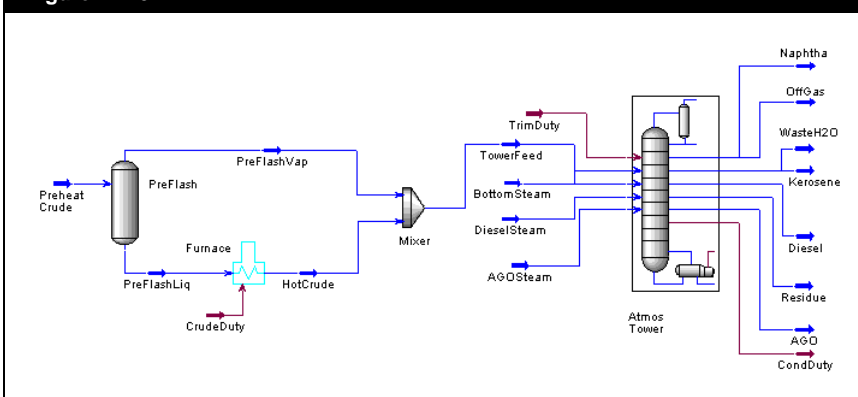 Naphtha
OffGas
WasteH2O
TrimDuty
PreFlashVap
TowerFeed
Preheat
Crude
PreFlash
BottomSteam
Kerosene
Mixer
DieselSteam
Furnace
Diesel
PreFlashLiq
HotCrude
AGOSteam
Residue
CrudeDuty
Atmos
Tower
AGO
CondDuty